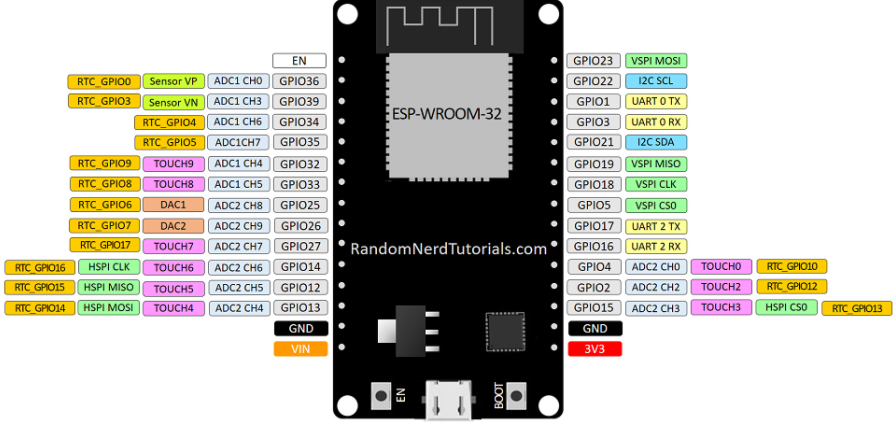 EN GPIO23 VSPI MOSI
RTC_GPIO0 Sensor VP ADC1 CH0 GPIO36 GPIO22 I2C SCL
RTC_GPIO3 Sensor VN ADC1 CH3 GPIO39 GPIO1 UART 0 TX
RTC_GPIO4 ADC1 CH6 GPIO34 ESP-WROOM-32 GPIO3 UART 0 RX
RTC_GPIO5 ADC1CH7 GPIO35 GPIO21 I2C SDA
RTC_GPIO9 TOUCH9 ADC1 CH4 GPIO32 GPIO19 VSPI MISO
RTC_GPIO8 TOUCH8 ADC1 CH5 GPIO33 GPIO18 VSPI CLK
RTC_GPIO6 DAC1 ADC2 CH8 GPIO25 GPIO5 VSPI CS0
RTC_GPIO7 DAC2 ADC2 CH9 GPIO26 GPIO17 UART 2 TX
RTC_GPIO17 TOUCH7 ADC2 CH7 GPIO27 RandomNerdTutorials.com GPIO16 UART 2 RX
RTC_GPIO16 HSPI CLK TOUCH6 ADC2 CH6 GPIO14 GPIO4 ADC2 CH0 TOUCH0 RTC_GPIO10
RTC_GPIO15 HSPI MISO TOUCH5 ADC2 CH5 GPIO12 GPIO2 ADC2 CH2 TOUCH2 RTC_GPIO12
RTC_GPIO14 HSPI MOSI TOUCH4 ADC2 CH4 GPIO13 GPIO15 ADC2 CH3 TOUCH3 HSPI CS0 RTC_GPIO13
GND GND
VIN 3V3
EN BOOT